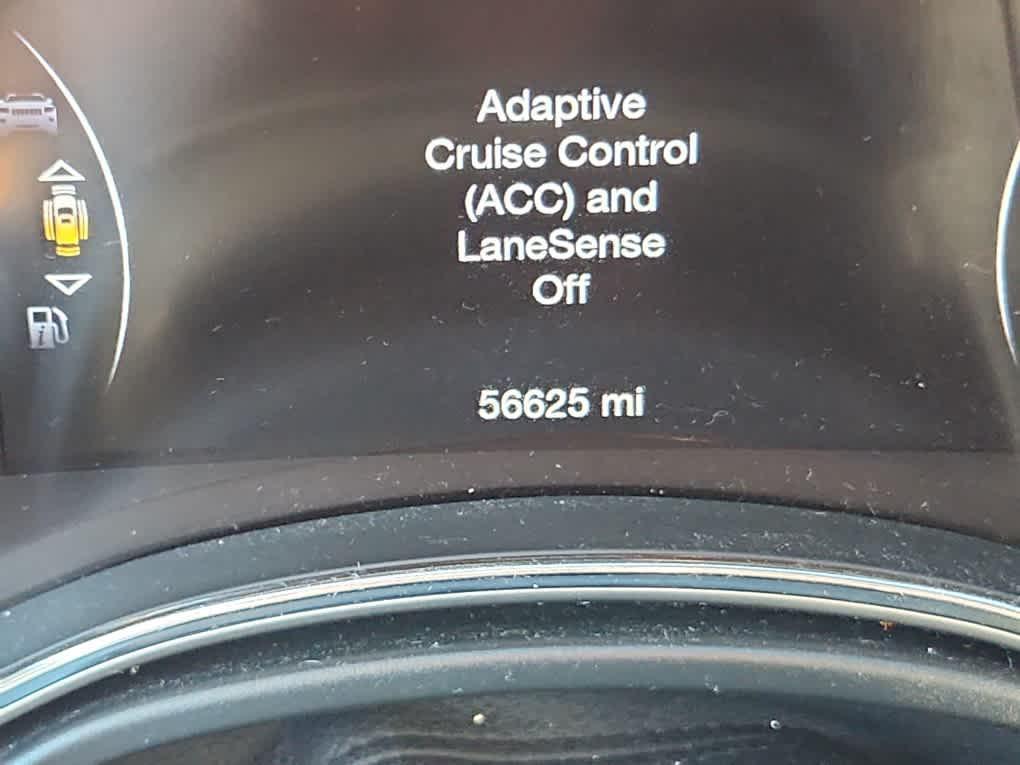 Adaptive
Cruise Control
(ACC) and
LaneSense
Off
56625 mi
i